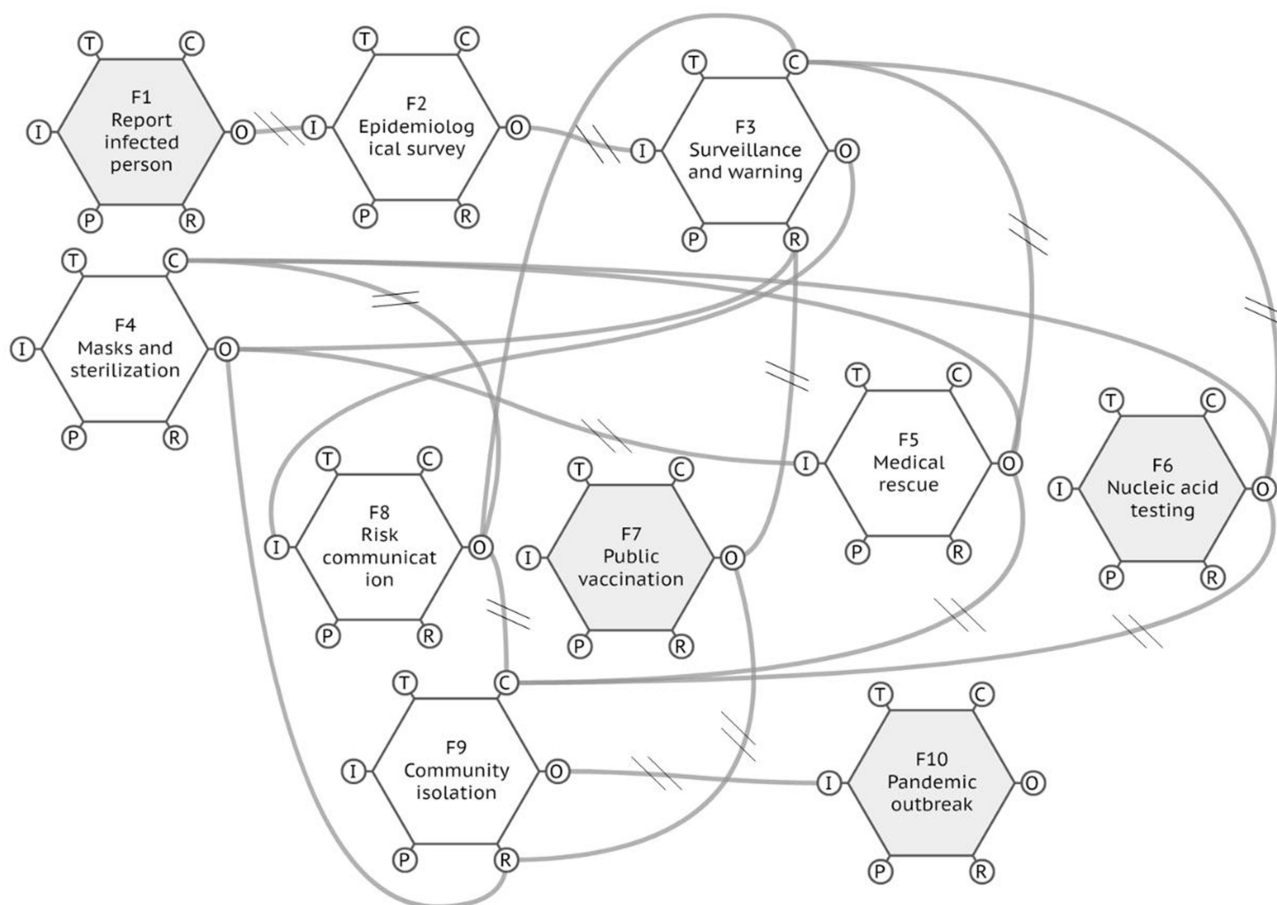 T
C
F1
Report
infected
person
I
O
P
R
T
C
F2
Epidemiolog
ical survey
I
O
P
R
T
C
F3
Surveillance
and warning
I
O
P
R
T
C
F4
Masks and
sterilization
I
O
P
R
T
C
F5
Medical
rescue
I
O
P
R
T
C
F6
Nucleic acid
testing
I
O
P
R
T
C
F8
Risk
communicat
ion
I
O
P
R
T
C
F7
Public
vaccination
I
O
P
R
T
C
F9
Community
isolation
I
O
P
R
T
C
F10
Pandemic
outbreak
I
O
P
R